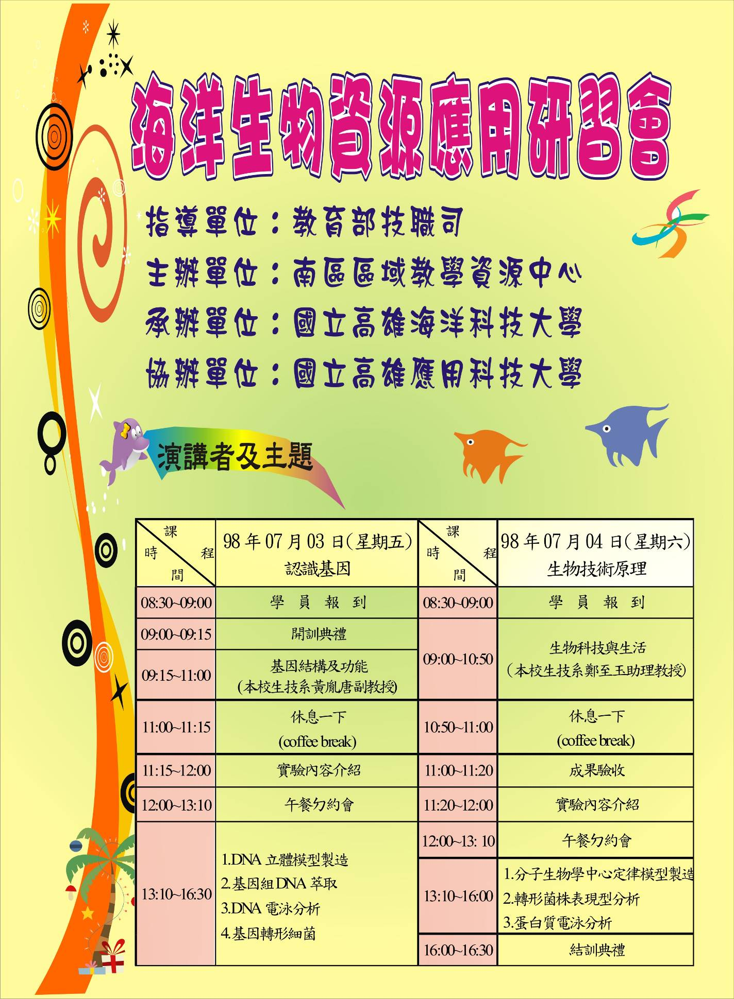 海洋生物資源應用研習會
指導單位：教育部技職司
主辦單位：南區區域教學資源中心
承辦單位：國立高雄海洋科技大學
協辦單位：國立高雄應用科技大學
演講者及主題
課
時 程
間
98 年 07 月 03 日(星期五)
認識基因
課
時 程
間
98 年 07 月 04 日(星期六)
生物技術原理
08:30~09:00 學 員 報 到 08:30~09:00 學 員 報 到
09:00~09:15 開訓典禮
09:15~11:00 基因結構及功能
(本校生技系黃胤唐副教授)
09:00~10:50 生物科技與生活
(本校生技系鄭至玉助理教授)
11:00~11:15 休息一下
(coffee break)
10:50~11:00 休息一下
(coffee break)
11:15~12:00 實驗內容介紹 11:00~11:20 成果驗收
12:00~13:10 午餐ㄉ約會 11:20~12:00 實驗內容介紹
12:00~13: 10 午餐ㄉ約會
13:10~16:30
1.DNA 立體模型製造
2.基因組 DNA 萃取
3.DNA 電泳分析
4.基因轉形細菌
13:10~16:00
1.分子生物學中心定律模型製造
2.轉形菌株表現型分析
3.蛋白質電泳分析
16:00~16:30 結訓典禮